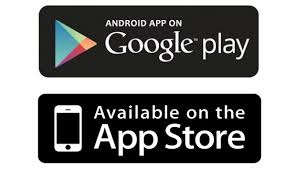 ANDROID APP ON
Google play
Available on the
App Store